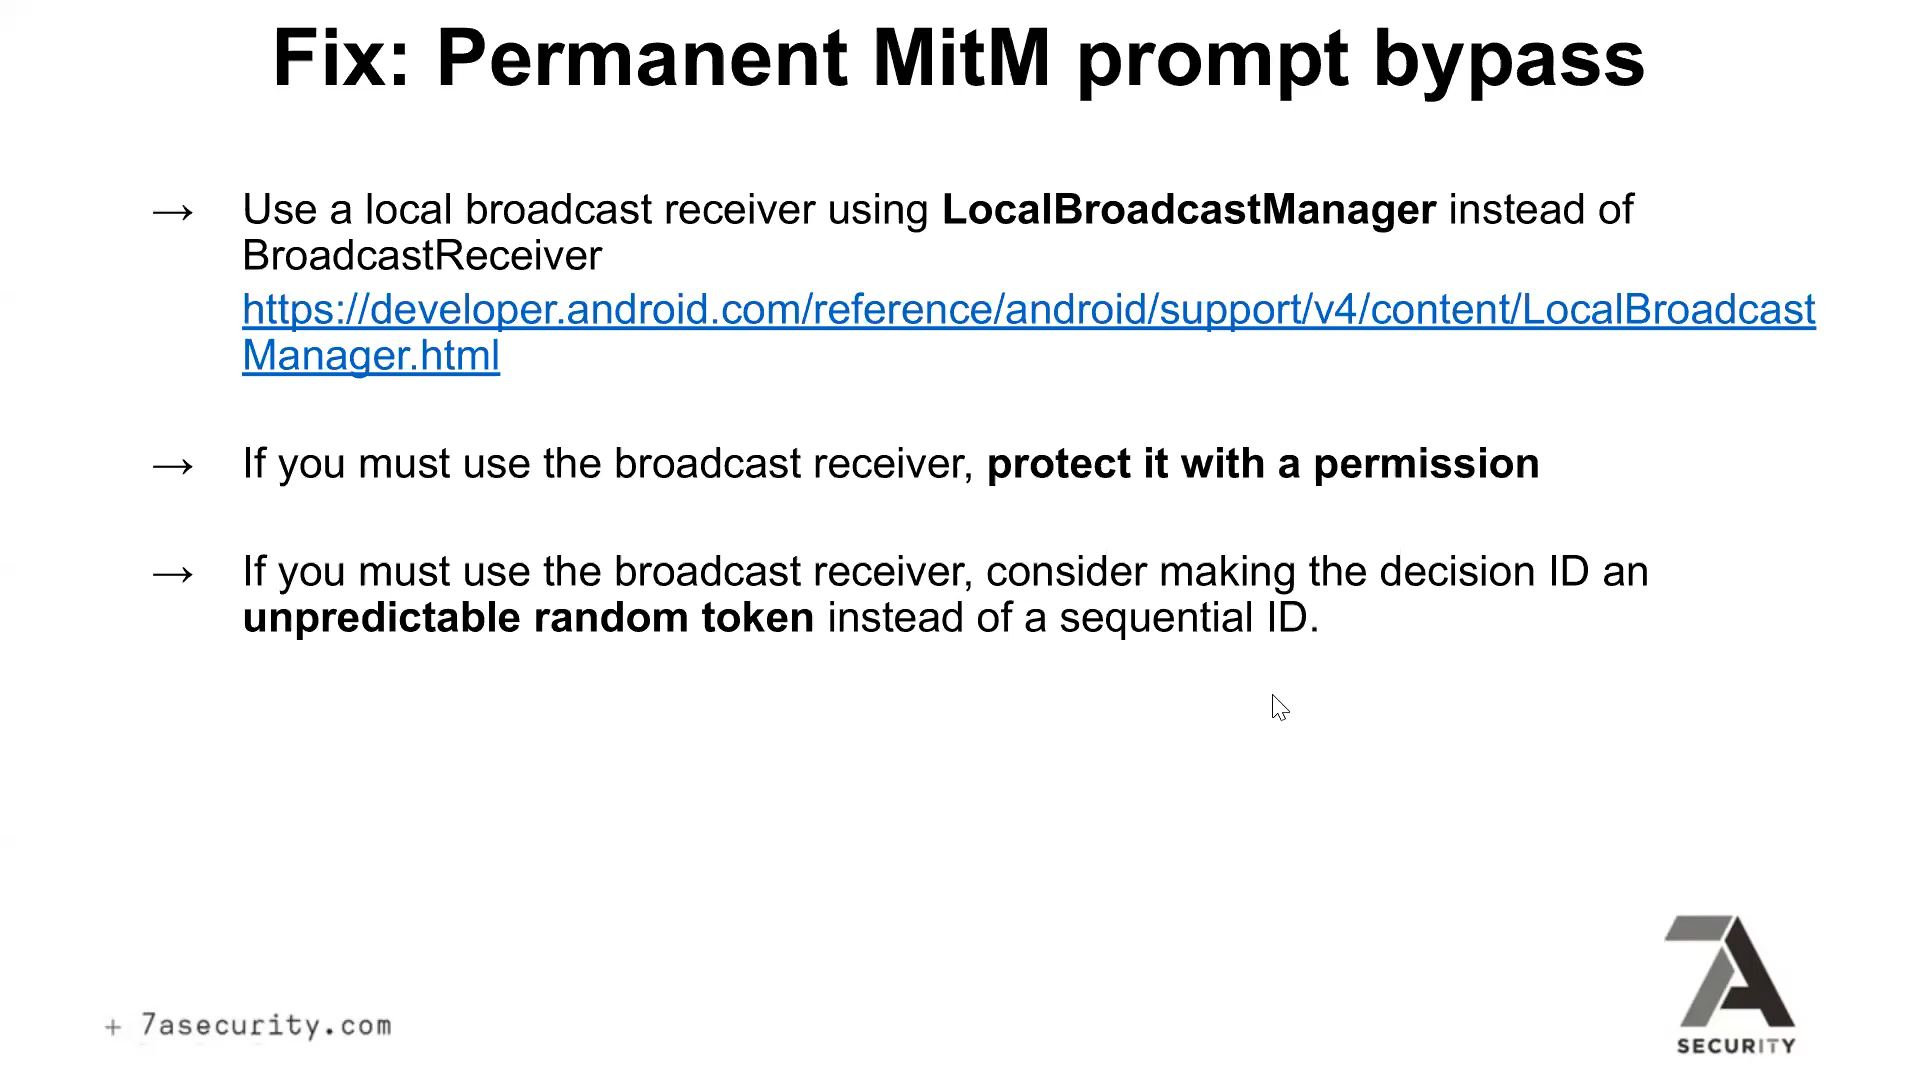 Fix: Permanent MitM prompt bypass
→ Use a local broadcast receiver using LocalBroadcastManager instead of
BroadcastReceiver
https://developer.android.com/reference/android/support/v4/content/LocalBroadcast
Manager.html
→ If you must use the broadcast receiver, protect it with a permission
→ If you must use the broadcast receiver, consider making the decision ID an
unpredictable random token instead of a sequential ID.
+ 7asecurity.com
7A
SECURITY